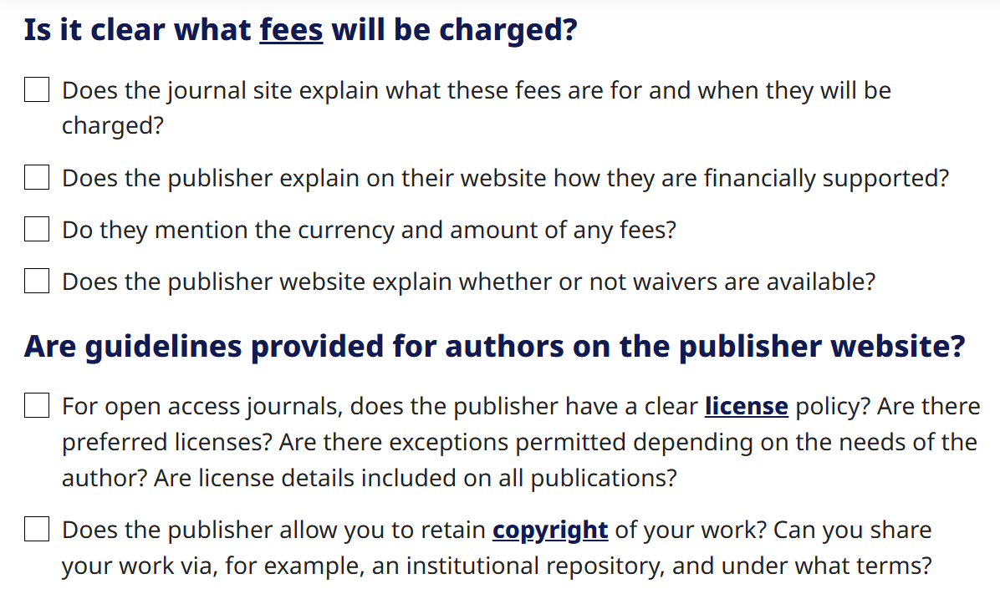 Is it clear what fees will be charged?
Does the journal site explain what these fees are for and when they will be
charged?
Does the publisher explain on their website how they are financially supported?
Do they mention the currency and amount of any fees?
Does the publisher website explain whether or not waivers are available?
Are guidelines provided for authors on the publisher website?
For open access journals, does the publisher have a clear license policy? Are there
preferred licenses? Are there exceptions permitted depending on the needs of the
author? Are license details included on all publications?
Does the publisher allow you to retain copyright of your work? Can you share
your work via, for example, an institutional repository, and under what terms?